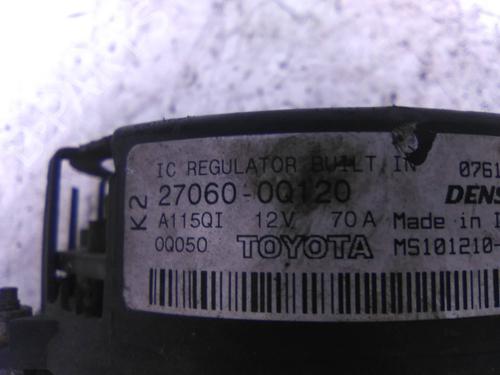 IC REGULATOR BUILT IN 0761
K2 27060-0Q120 DENS
A115QI 12V 70A Made in
0Q050 TOYOTA MS101210-